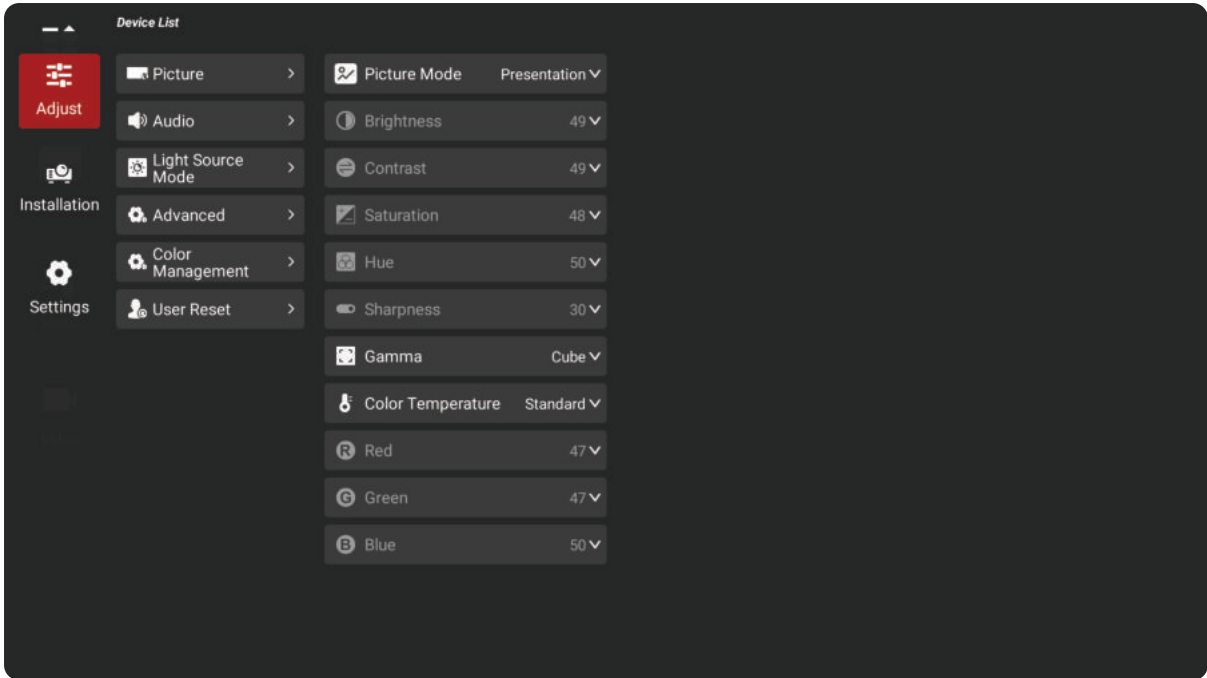 Device List
Adjust
Installation
Settings
Picture
Audio
Light Source
Mode
Advanced
Color
Management
User Reset
Picture Mode Presentation
Brightness 49
Contrast 49
Saturation 48
Hue 50
Sharpness 30
Gamma Cube
Color Temperature Standard
R Red 47
G Green 47
B Blue 50